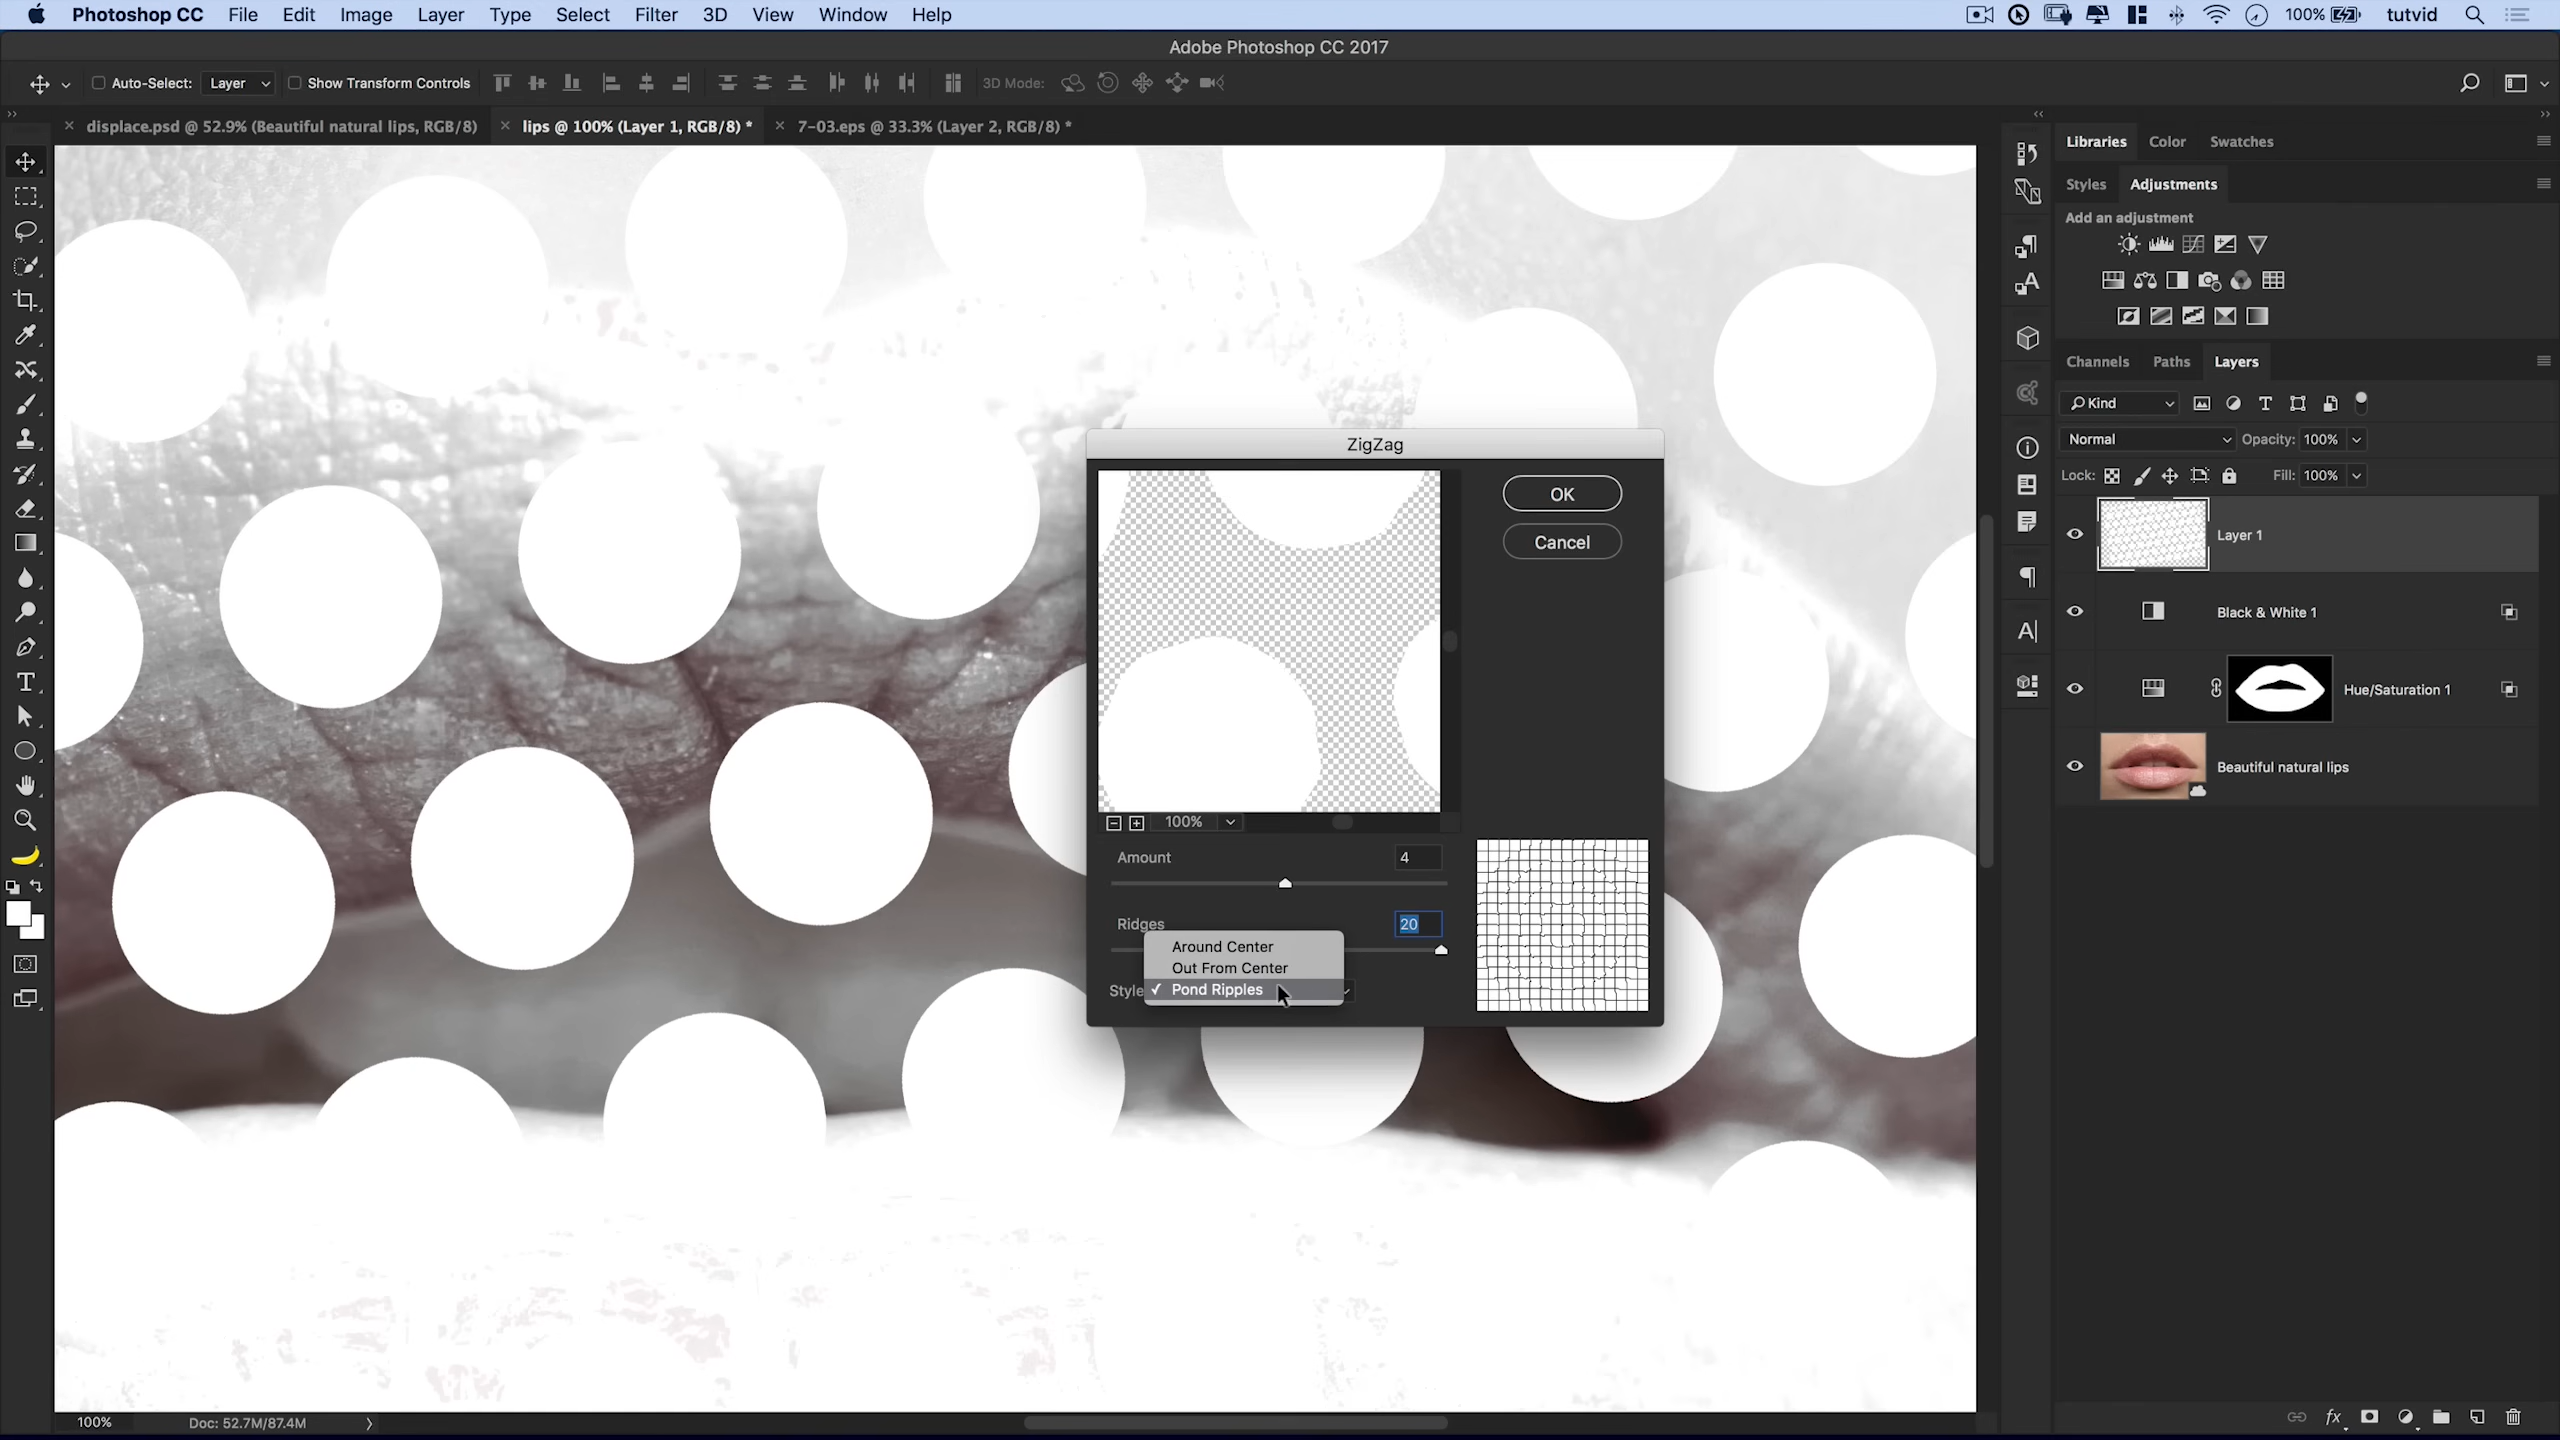 Photoshop CC File Edit Image Layer Type Select Filter 3D View Window Help 100% tutvid
Adobe Photoshop CC 2017
Auto-Select: Layer Show Transform Controls 3D Mode:
displace.psd @ 52.9% (Beautiful natural lips, RGB/8) lips @ 100% (Layer 1, RGB/8) * 7-03.eps @ 33.3% (Layer 2, RGB/8) *
Libraries Color Swatches
Styles Adjustments
Add an adjustment
Channels Paths Layers
Kind
Normal Opacity: 100%
Lock: Fill: 100%
Layer 1
Black & White 1
Hue/Saturation 1
Beautiful natural lips
ZigZag
OK
Cancel
100%
Amount 4
Ridges 20
Around Center
Out From Center
Style ✓ Pond Ripples
100% Doc: 52.7M/87.4M